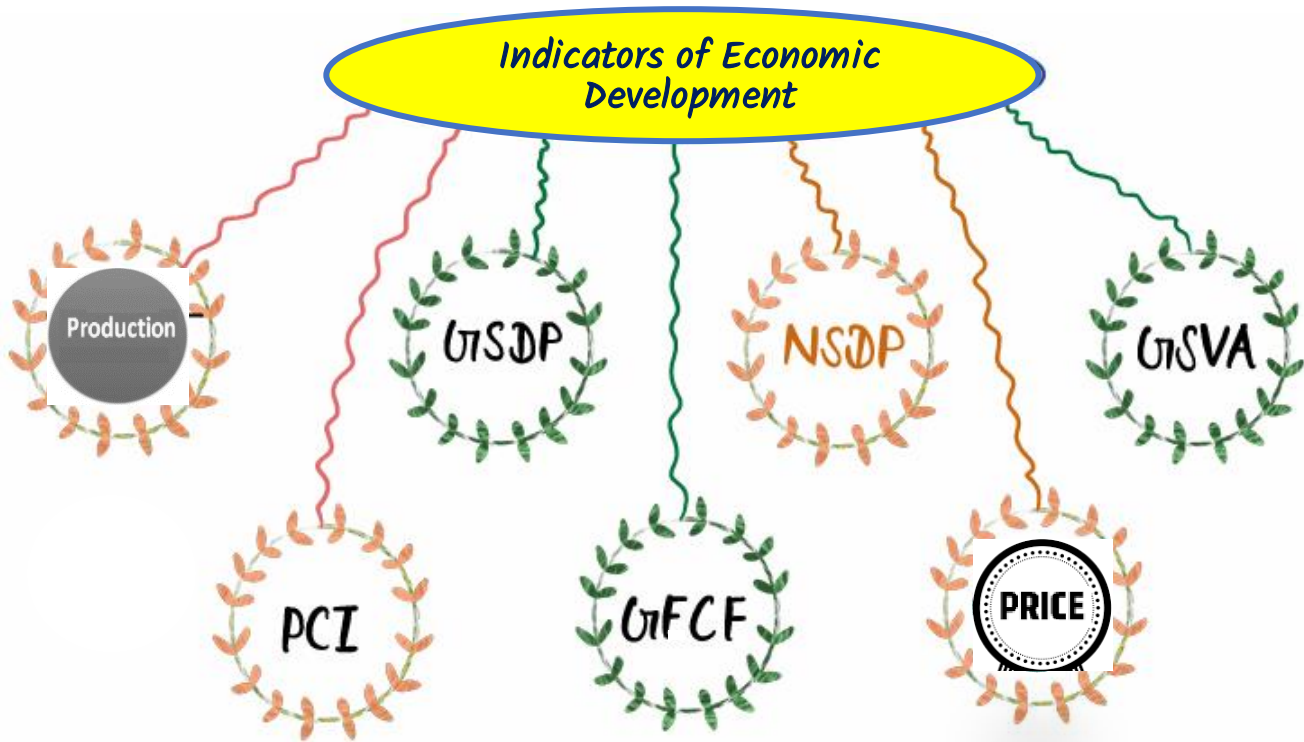 Indicators of Economic
Development
Production
GSDP
NSDP
GSVA
PCI
GFCF
PRICE